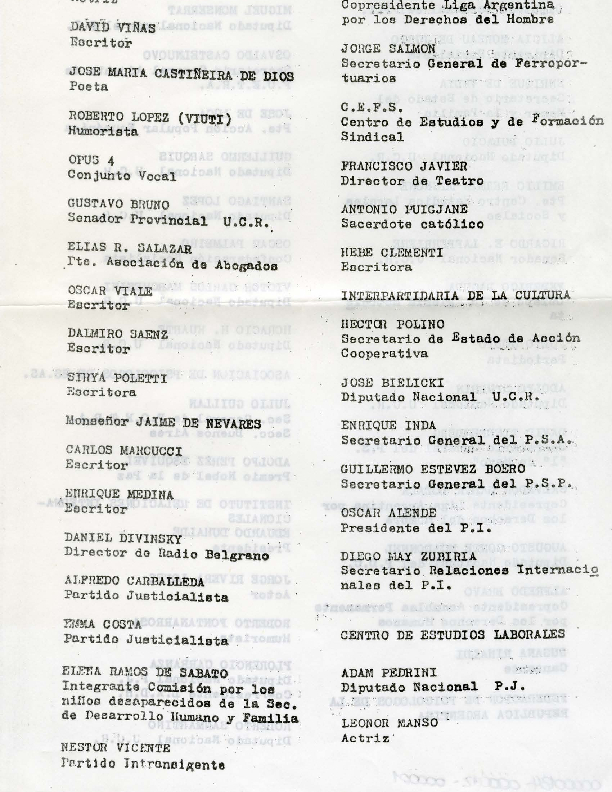 DAVID VIÑAS
Escritor
JOSE MARIA CASTIÑEIRA DE DIOS
Poeta
ROBERTO LOPEZ (VIUTI)
Humorista
OPUS 4
Conjunto Vocal
GUSTAVO BRUNO
Senador Provincial U.C.R.
ELIAS R. SALAZAR
Pte. Asociación de Abogados
OSCAR VIALE
Escritor
DALMIRO SAENZ
Escritor
SIRYA POLETTI
Escritora
Monseñor JAIME DE NEVARES
CARLOS MARCUCCI
Escritor
ENRIQUE MEDINA
Escritor
DANIEL DIVINSKY
Director de Radio Belgrano
ALFREDO CARBALLEDA
Partido Justicialista
EMMA COSTA
Partido Justicialista
ELENA RAMOS DE SABATO
Integrante Comisión por los
niños desaparecidos de la Sec.
de Desarrollo Humano y Familia
NESTOR VICENTE
Partido Intransigente
Copresidente Liga Argentina
por los Derechos del Hombre
JORGE SALMON
Secretario General de Ferropor-
tuarios
C.E.F.S.
Centro de Estudios y de Formación
Sindical
FRANCISCO JAVIER
Director de Teatro
ANTONIO PUIGJANE
Sacerdote católico
HEBE CLEMENTI
Escritora
INTERPARTIDARIA DE LA CULTURA
HECTOR POLINO
Secretario de Estado de Acción
Cooperativa
JOSE BIELICKI
Diputado Nacional U.C.R.
ENRIQUE INDA
Secretario General del P.S.A.
GUILLERMO ESTEVEZ BOERO
Secretario General del P.S.P.
OSCAR ALENDE
Presidente del P.I.
DIEGO MAY ZUBIRIA
Secretario Relaciones Internacio
nales del P.I.
CENTRO DE ESTUDIOS LABORALES
ADAM PEDRINI
Diputado Nacional P.J.
LEONOR MANSO
Actriz